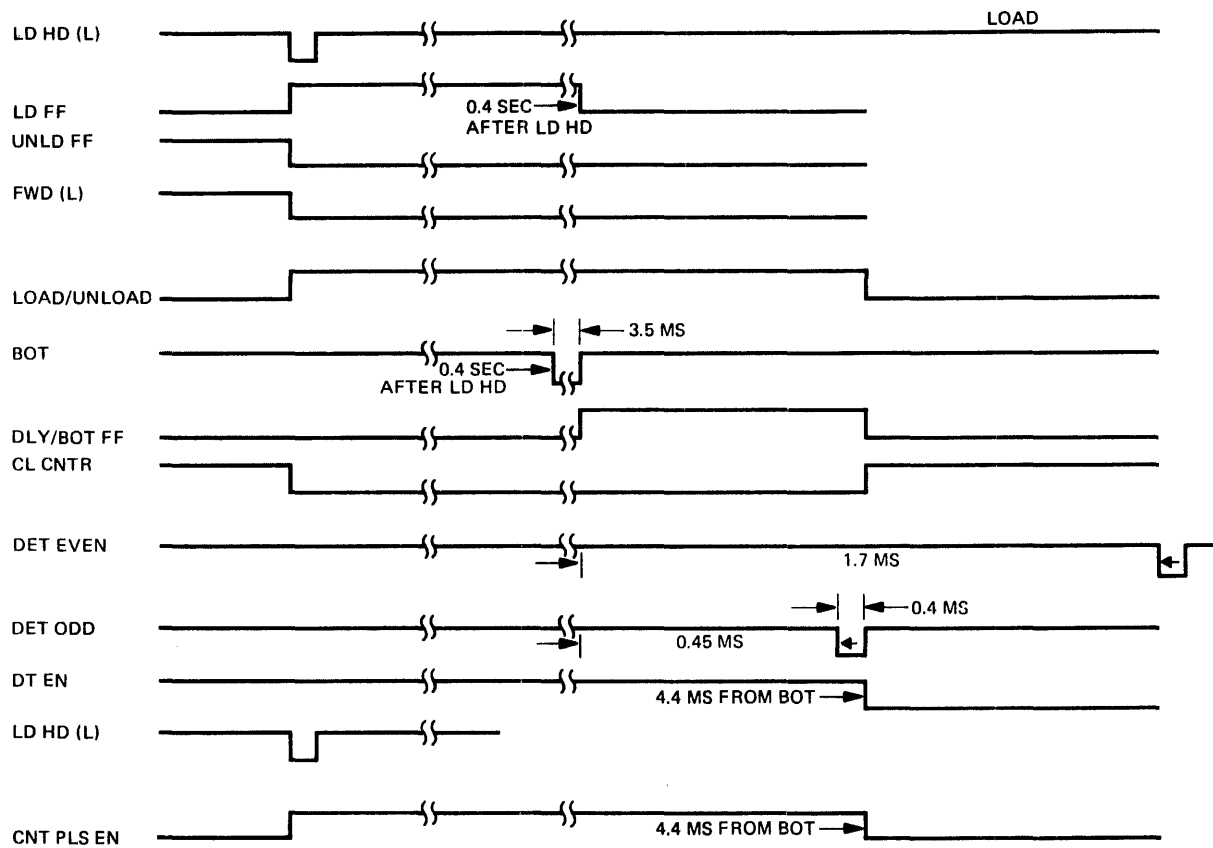 LOAD
LD HD (L)
LD FF
0.4 SEC
AFTER LD HD
UNLD FF
FWD (L)
LOAD/UNLOAD
3.5 MS
BOT
0.4 SEC
AFTER LD HD
DLY/BOT FF
CL CNTR
DET EVEN
1.7 MS
0.4 MS
DET ODD
0.45 MS
DT EN
4.4 MS FROM BOT
LD HD (L)
CNT PLS EN
4.4 MS FROM BOT